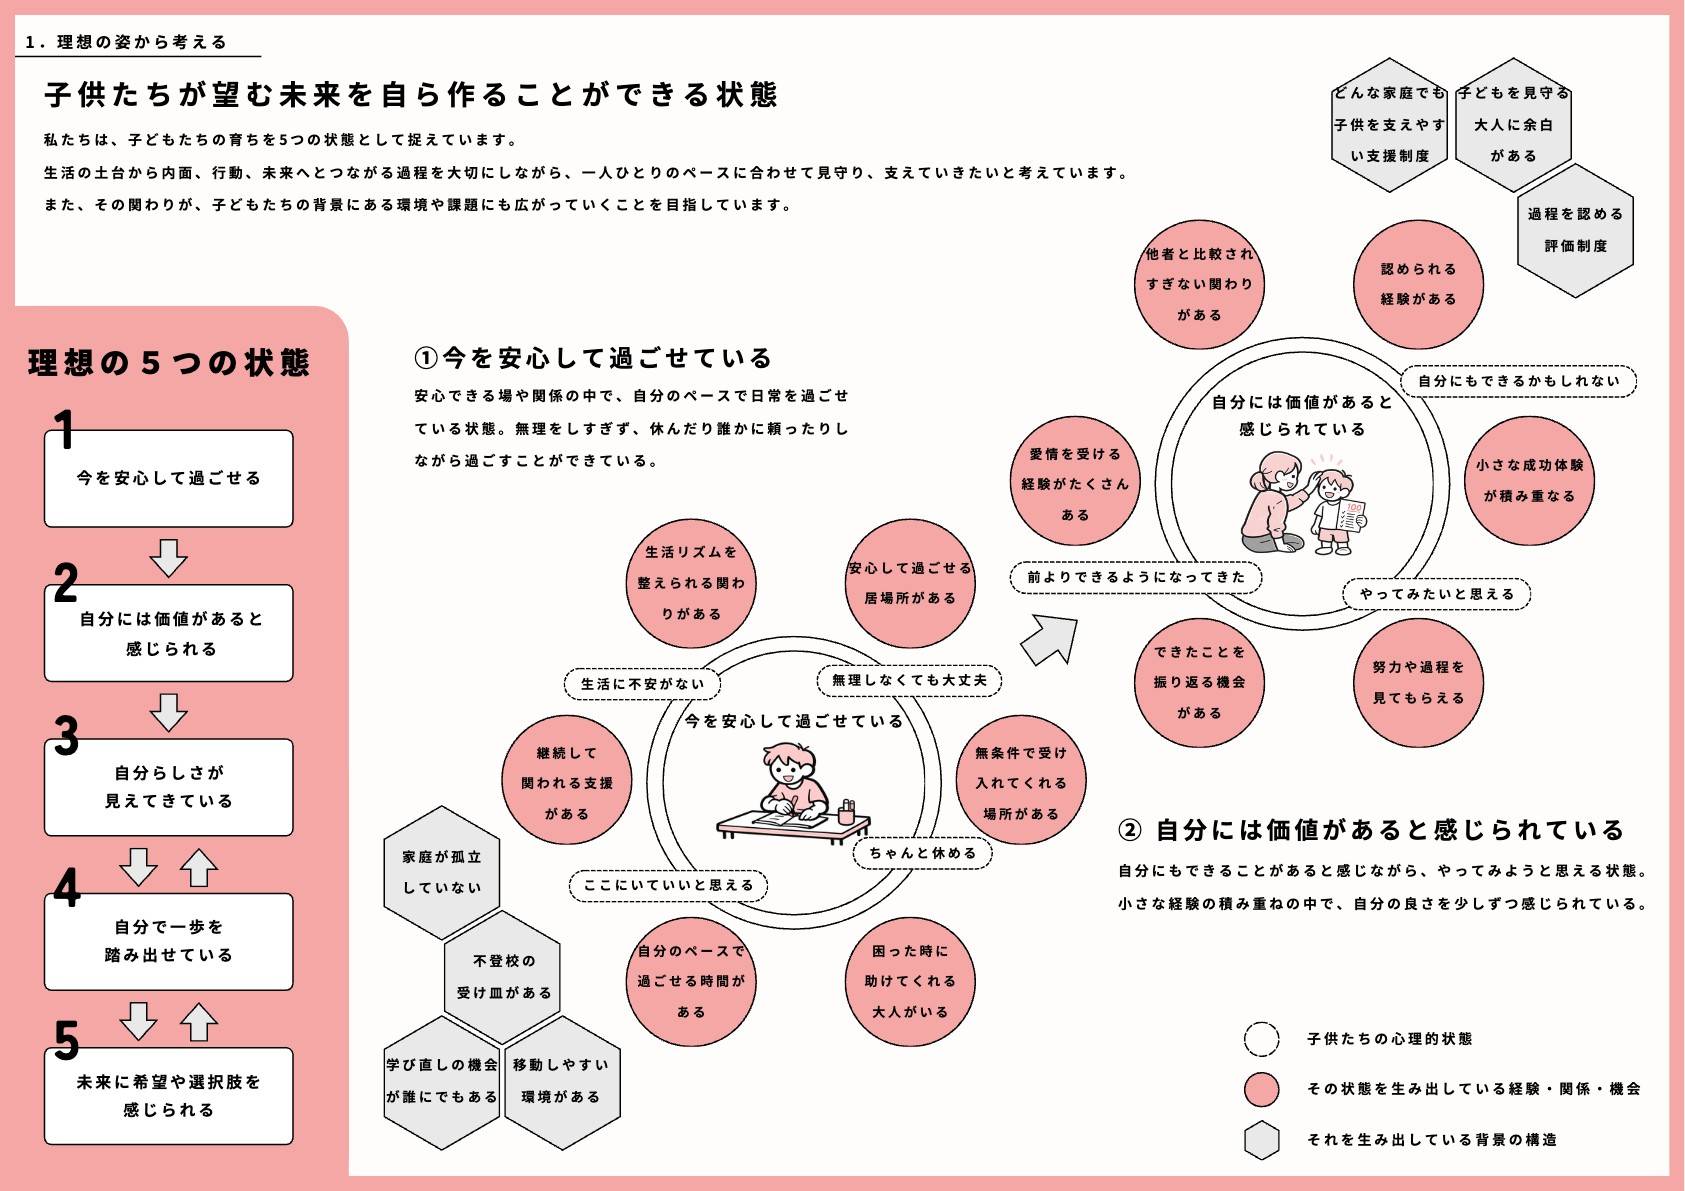 1. 理想の姿から考える
子供たちが望む未来を自ら作ることができる状態
私たちは、子どもたちの育ちを5つの状態として捉えています。
生活の土台から内面、行動、未来へとつながる過程を大切にしながら、一人ひとりのペースに合わせて見守り、支えていきたいと考えています。
また、その関わりが、子どもたちの背景にある環境や課題にも広がっていくことを目指しています。
理想の5つの状態
1
今を安心して過ごせる
2
自分には価値があると
感じられる
3
自分らしさが
見えてきている
4
自分で一歩を
踏み出せている
5
未来に希望や選択肢を
感じられる
①今を安心して過ごせている
安心できる場や関係の中で、自分のペースで日常を過ごせ
ている状態。無理をしすぎず、休んだり誰かに頼ったりし
ながら過ごすことができている。
生活リズムを
整えられる関わ
りがある
安心して過ごせる
居場所がある
生活に不安がない
無理しなくても大丈夫
今を安心して過ごせている
継続して
関われる支援
がある
無条件で受け
入れてくれる
場所がある
ちゃんと休める
ここにいていいと思える
自分のペースで
過ごせる時間が
ある
困った時に
助けてくれる
大人がいる
家庭が孤立
していない
不登校の
受け皿がある
学び直しの機会
が誰にでもある
移動しやすい
環境がある
どんな家庭でも
子供を支えやす
い支援制度
子どもを見守る
大人に余白
がある
過程を認める
評価制度
他者と比較され
すぎない関わり
がある
認められる
経験がある
自分にもできるかもしれない
自分には価値があると
感じられている
100
愛情を受ける
経験がたくさん
ある
小さな成功体験
が積み重なる
前よりできるようになってきた
やってみたいと思える
できたことを
振り返る機会
がある
努力や過程を
見てもらえる
② 自分には価値があると感じられている
自分にもできることがあると感じながら、やってみようと思える状態。
小さな経験の積み重ねの中で、自分の良さを少しずつ感じられている。
子供たちの心理的状態
その状態を生み出している経験・関係・機会
それを生み出している背景の構造